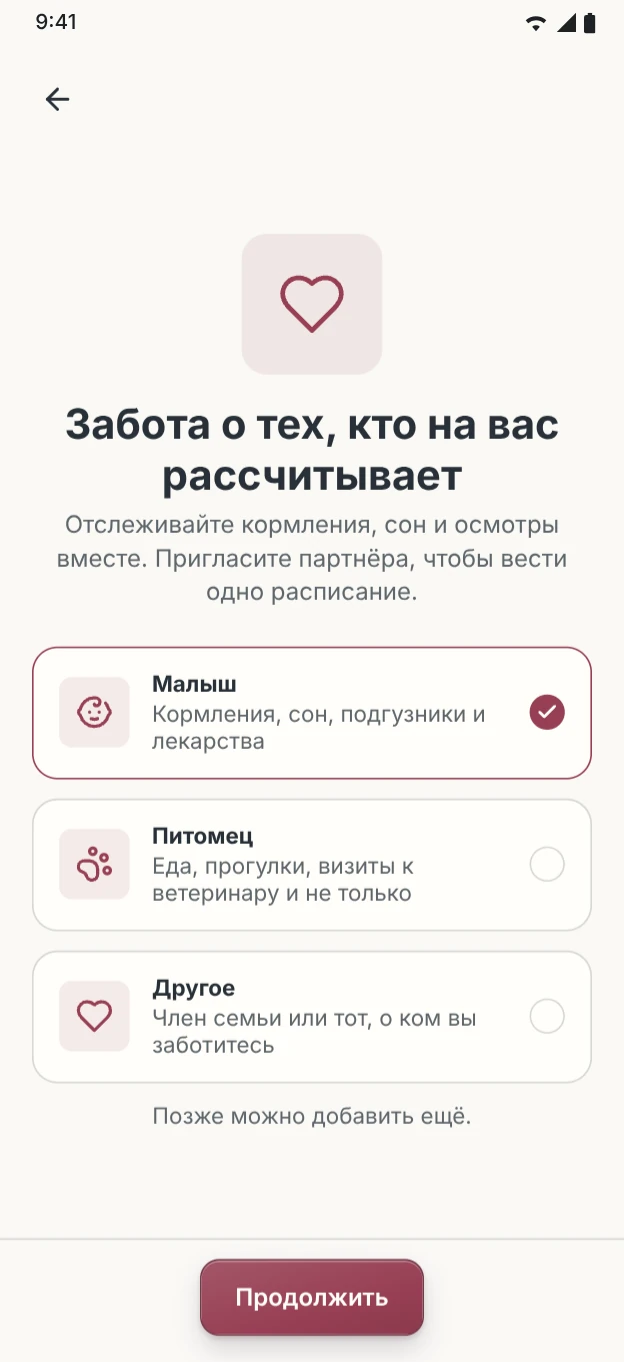 9:41
Забота о тех, кто на вас
рассчитывает
Отслеживайте кормления, сон и осмотры
вместе. Пригласите партнёра, чтобы вести
одно расписание.
Малыш
Кормления, сон, подгузники и
лекарства
Питомец
Еда, прогулки, визиты к
ветеринару и не только
Другое
Член семьи или тот, о ком вы
заботитесь
Позже можно добавить ещё.
Продолжить